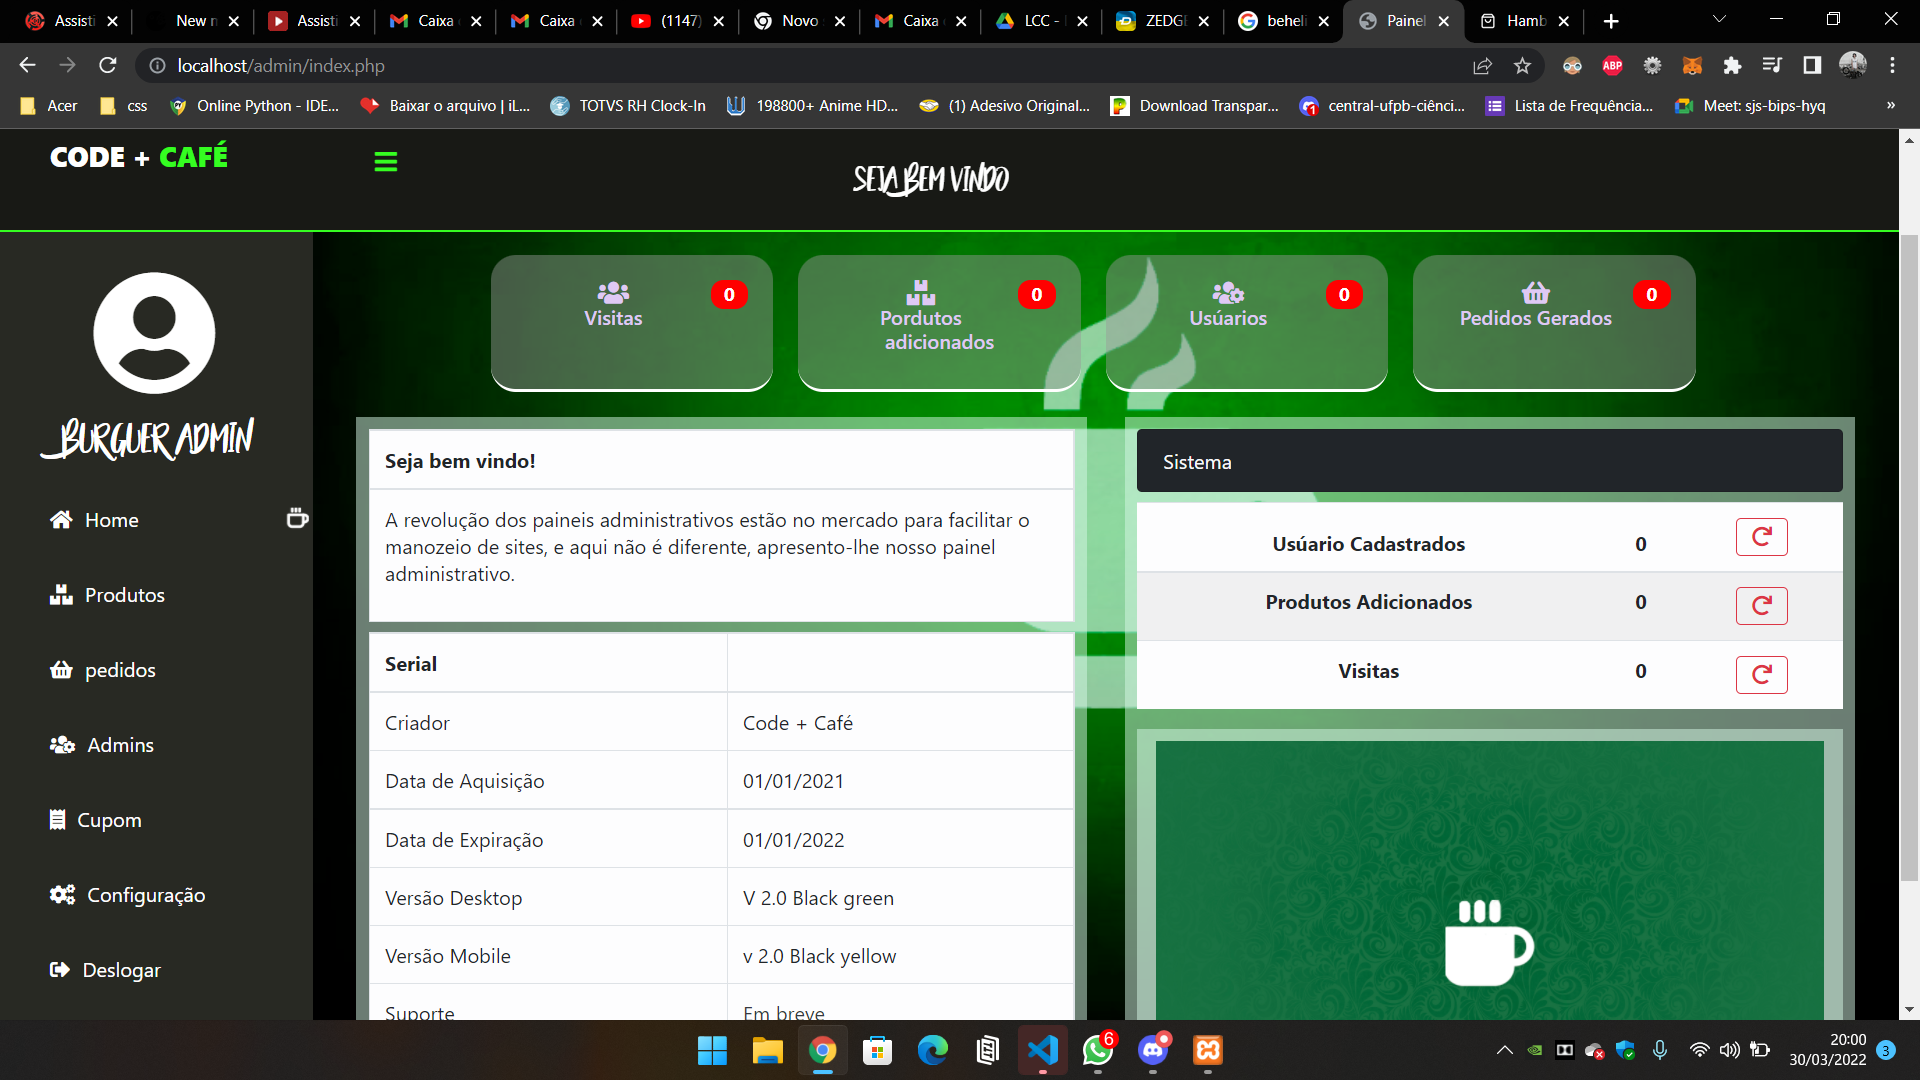 Assisti
New n
Assisti
Caixa
Caixa
(1147)
Novo
Caixa
LCC -
ZEDGE
beheli
Painel
Hamb
localhost/admin/index.php
Acer
css
Online Python - IDE...
Baixar o arquivo | iL...
TOTVS RH Clock-In
198800+ Anime HD...
(1) Adesivo Original...
Download Transpar...
central-ufpb-ciênci...
Lista de Frequência...
Meet: sjs-bips-hyq
»
ABP
CODE + CAFÉ
SEJA BEM VINDO
BURGUER ADMIN
Home
Produtos
pedidos
Admins
Cupom
Configuração
Deslogar
Visitas
0
Pordutos
adicionados
0
Usúarios
0
Pedidos Gerados
0
Seja bem vindo!
A revolução dos paineis administrativos estão no mercado para facilitar o
manozeio de sites, e aqui não é diferente, apresento-lhe nosso painel
administrativo.
Serial
Criador Code + Café
Data de Aquisição 01/01/2021
Data de Expiração 01/01/2022
Versão Desktop V 2.0 Black green
Versão Mobile v 2.0 Black yellow
Suporte Em breve
Sistema
Usúario Cadastrados 0
Produtos Adicionados 0
Visitas 0
6
20:00
30/03/2022
3